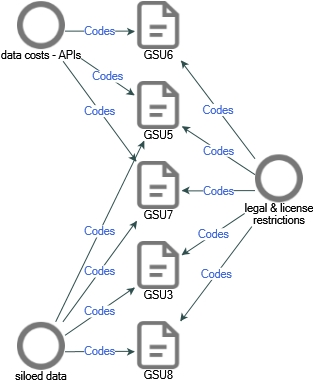 Codes
GSU6
data costs - APIs
Codes
Codes
Codes
GSU5
Codes
Codes
GSU7
legal & license
restrictions
Codes
Codes
Codes
Codes
GSU3
Codes
Codes
siloed data
GSU8